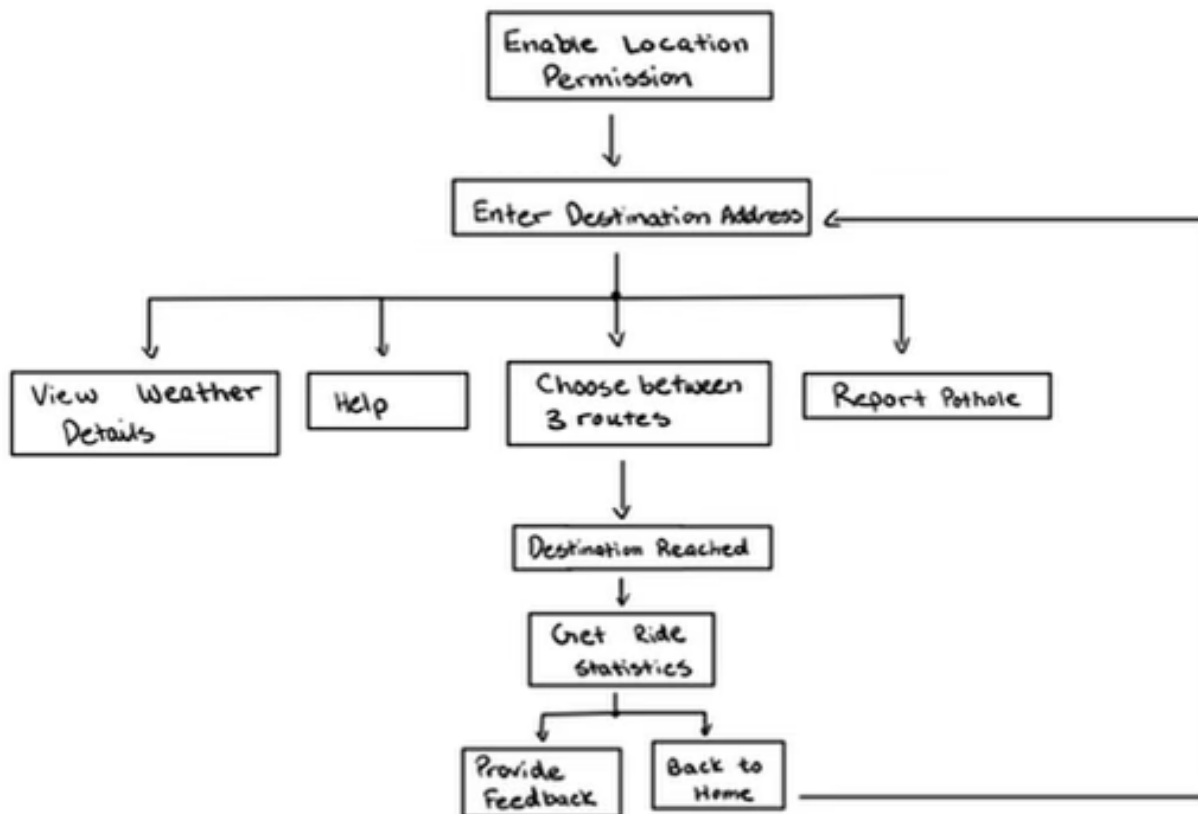 Enable Location
Permission
Enter Destination Address
View Weather
Details
Help
Choose between
3 routes
Report Pothole
Destination Reached
Get Ride
Statistics
Provide
Feedback
Back to
Home